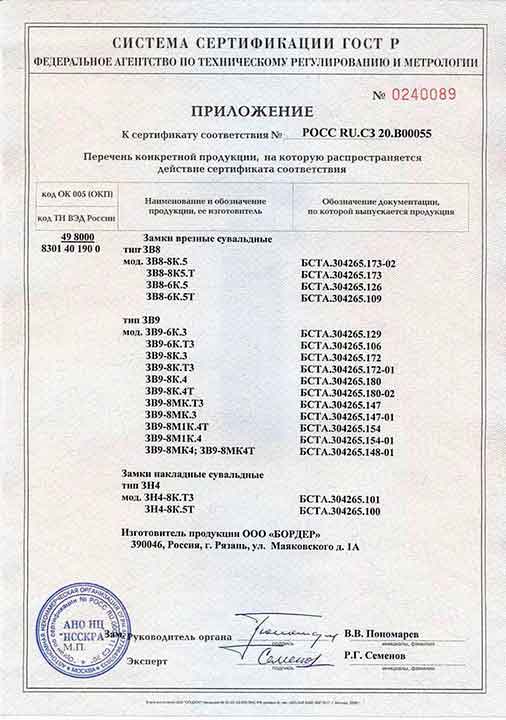 СИСТЕМА СЕРТИФИКАЦИИ ГОСТ Р
ФЕДЕРАЛЬНОЕ АГЕНТСТВО ПО ТЕХНИЧЕСКОМУ РЕГУЛИРОВАНИЮ И МЕТРОЛОГИИ
№ 0240089
ПРИЛОЖЕНИЕ
К сертификату соответствия № РОСС RU.СЗ 20.В00055
Перечень конкретной продукции, на которую распространяется
действие сертификата соответствия
код ОК 005 (ОКП)
код ТН ВЭД России
Наименование и обозначение
продукции, ее изготовитель
Обозначение документации,
по которой выпускается продукция
49 8000 Замки врезные сувальдные
8301 40 190 0 тип ЗВ8
мод. ЗВ8-8К.5 БСТА.304265.173-02
ЗВ8-8К5.Т БСТА.304265.173
ЗВ8-6К.5 БСТА.304265.126
ЗВ8-6К.5Т БСТА.304265.109
тип ЗВ9
мод. ЗВ9-6К.3 БСТА.304265.129
ЗВ9-6К.Т3 БСТА.304265.106
ЗВ9-8К.3 БСТА.304265.172
ЗВ9-8К.Т3 БСТА.304265.172-01
ЗВ9-8К.4 БСТА.304265.180
ЗВ9-8К.4Т БСТА.304265.180-02
ЗВ9-8МК.Т3 БСТА.304265.147
ЗВ9-8МК.3 БСТА.304265.147-01
ЗВ9-8М1К.4Т БСТА.304265.154
ЗВ9-8М1К.4 БСТА.304265.154-01
ЗВ9-8МК4; ЗВ9-8МК4Т БСТА.304265.148-01
Замки накладные сувальдные
тип ЗН4
ЗН4-8К.Т3 БСТА.304265.101
ЗН4-8К.5Т БСТА.304265.100
Изготовитель продукции ООО «БОРДЕР»
390046, Россия, г. Рязань, ул. Маяковского д. 1А
АНО НЦ
"ИССКРА"
М.П.
МОСКВА
Зам. Руководитель органа В.В. Пономарев
подпись инициалы, фамилия
Эксперт Семенов Р.Г. Семенов
подпись инициалы, фамилия